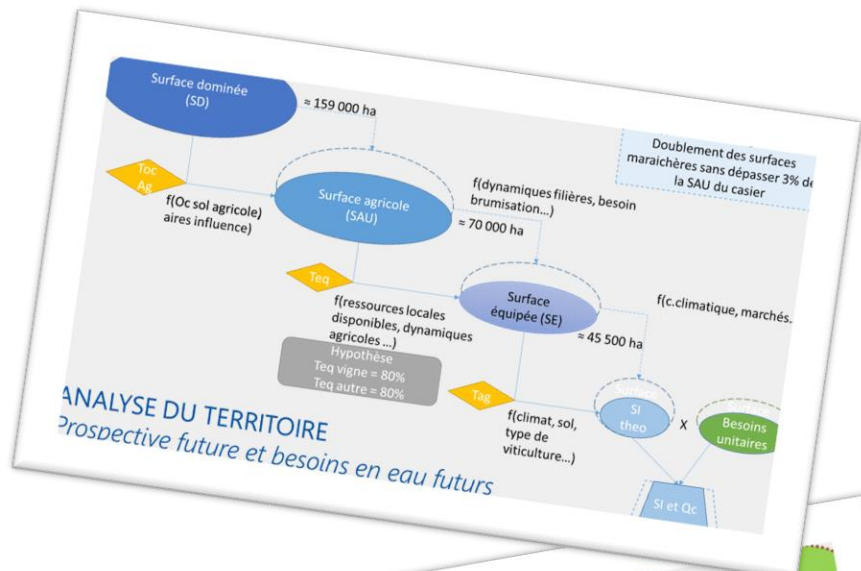 Surface dominée
(SD)
≈ 159 000 ha
Doublement des surfaces
maraichères sans dépasser 3% de
la SAU du casier
Toc
Ag
f(Oc sol agricole)
aires influence)
Surface agricole
(SAU)
f(dynamiques filières, besoin
brumisation…)
≈ 70 000 ha
Teq
f(ressources locales
disponibles, dynamiques
agricoles …)
Surface
équipée (SE)
f(c.climatique, marchés.
≈ 45 500 ha
Hypothèse
Teq vigne = 80%
Teq autre = 80%
Tag
f(climat, sol,
type de
viticulture…)
Surface
SI
theo
X
Besoins
unitaires
SI et Qc
ANALYSE DU TERRITOIRE
Prospective future et besoins en eau futurs